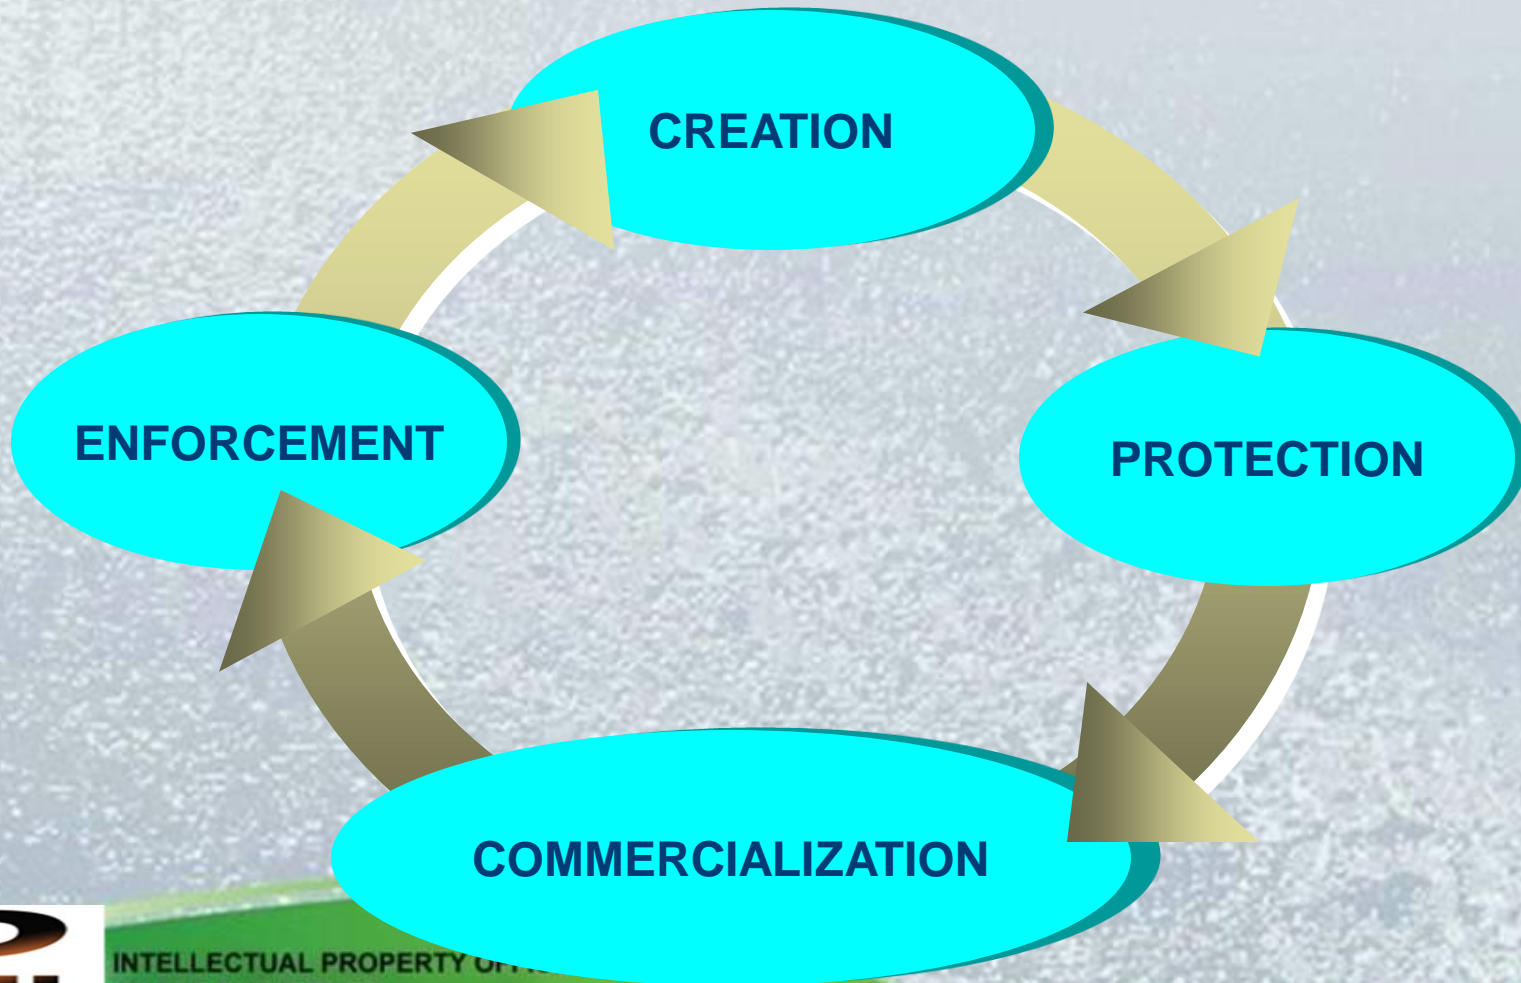 CREATION
ENFORCEMENT
PROTECTION
COMMERCIALIZATION
INTELLECTUAL PROPERTY